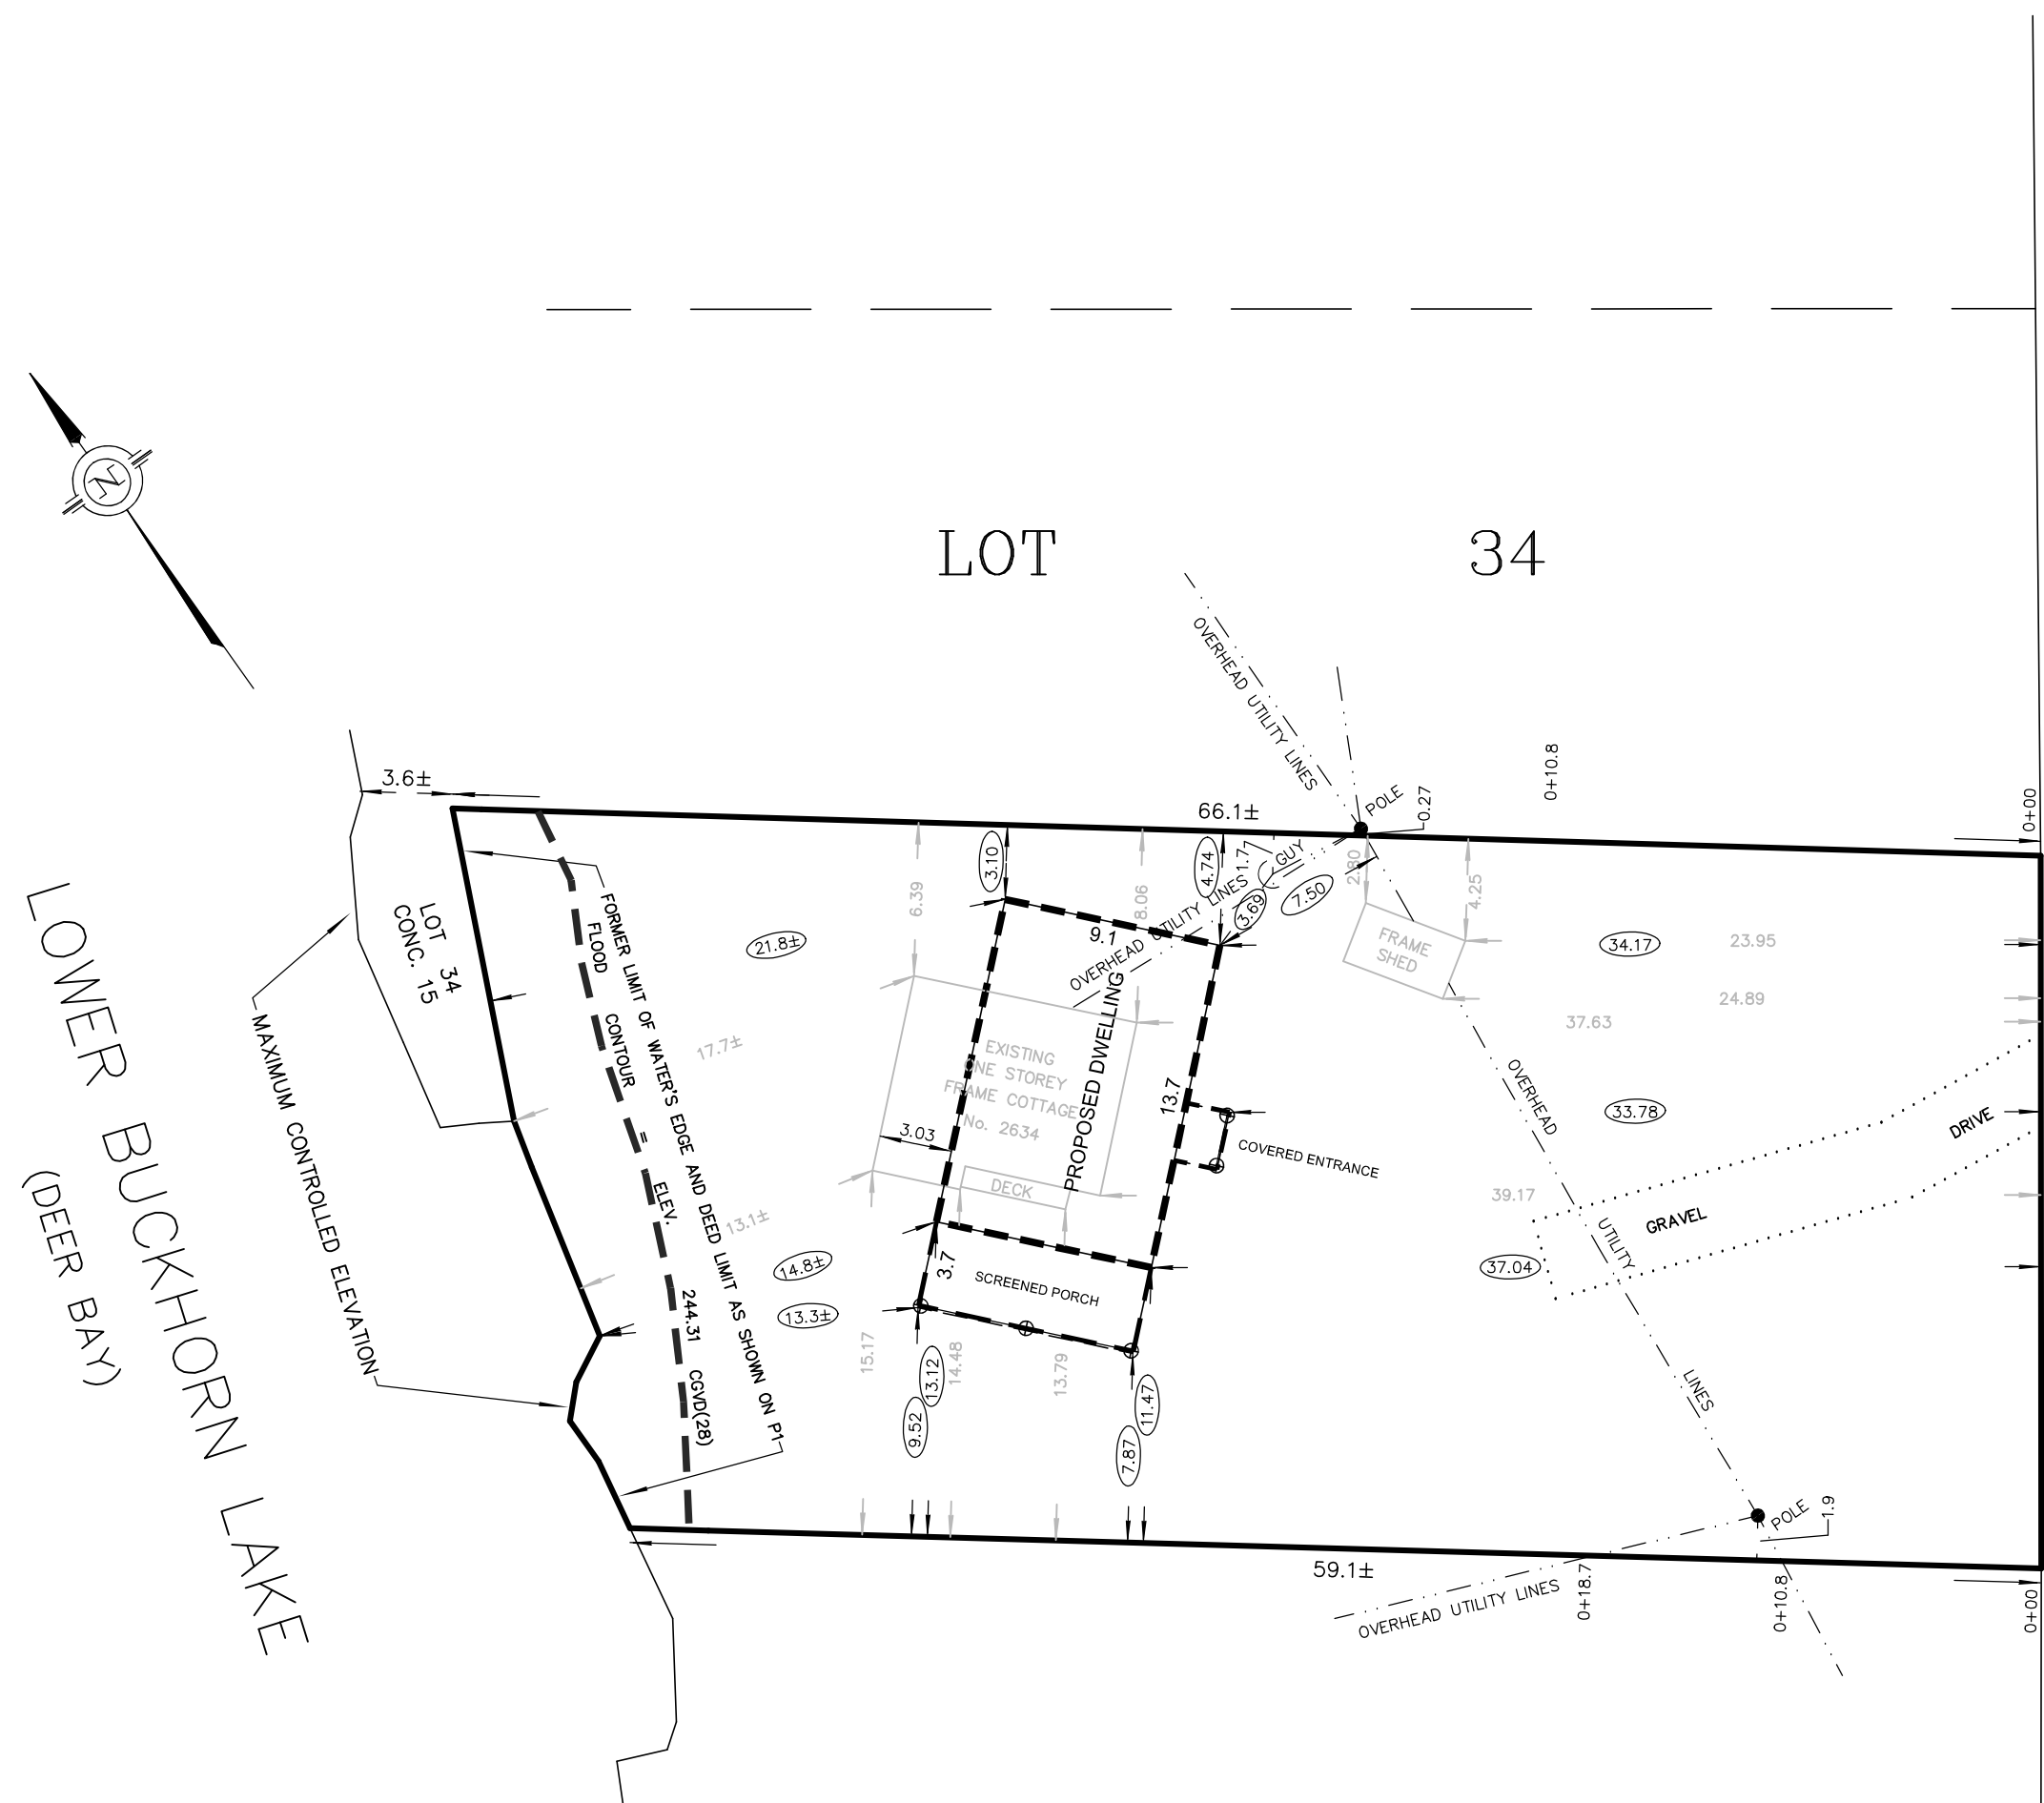 N
LOT 34
LOWER BUCKHORN LAKE
(DEER BAY)
LOT 34
CONC. 15
MAXIMUM CONTROLLED ELEVATION
FORMER LIMIT OF WATER'S EDGE AND DEED LIMIT AS SHOWN ON P1
FLOOD CONTOUR = ELEV. 244.31 CGVD(28)
3.6±
66.1±
OVERHEAD UTILITY LINES
POLE
0.27
0+10.8
0+00
3.10
4.74
1.7
GUY
3.69
7.50
2.80
4.25
6.39
8.06
21.8±
17.7±
13.1±
14.8±
13.3±
9.1
OVERHEAD UTILITY LINES
PROPOSED DWELLING
13.7
EXISTING
ONE STOREY
FRAME COTTAGE
No. 2634
3.03
DECK
3.7
SCREENED PORCH
COVERED ENTRANCE
FRAME
SHED
34.17
23.95
24.89
37.63
33.78
39.17
37.04
OVERHEAD UTILITY LINES
GRAVEL DRIVE
15.17
14.48
13.79
13.12
9.52
11.47
7.87
POLE
1.9
59.1±
OVERHEAD UTILITY LINES
0+18.7
0+10.8
0+00